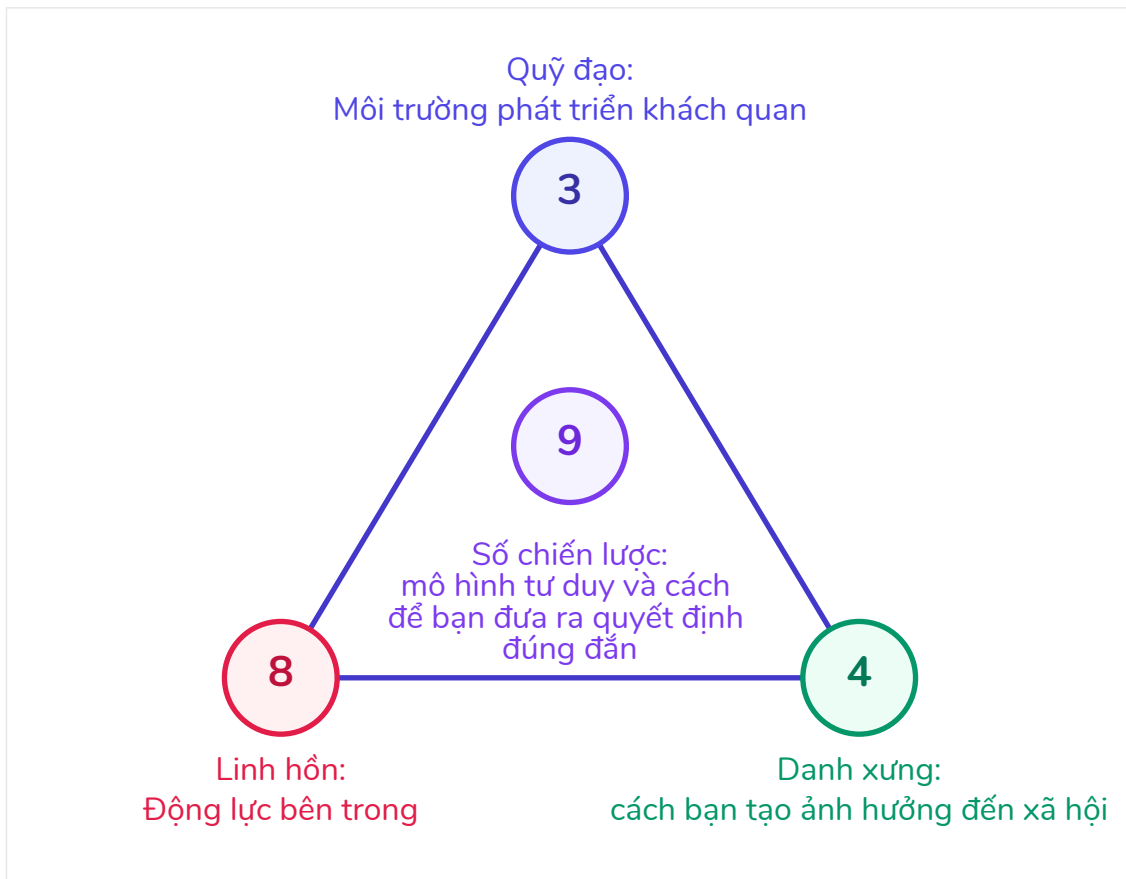 Quỹ đạo:
Môi trường phát triển khách quan
3
9
Số chiến lược:
mô hình tư duy và cách
để bạn đưa ra quyết định
đúng đắn
8
4
Linh hồn:
Động lực bên trong
Danh xưng:
cách bạn tạo ảnh hưởng đến xã hội